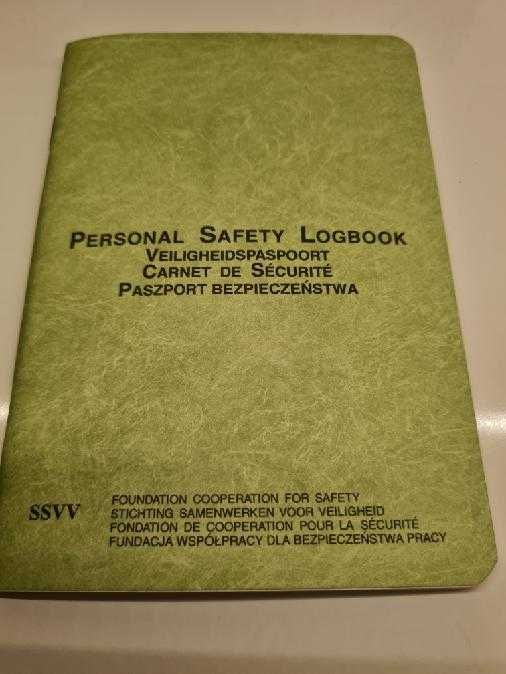 PERSONAL SAFETY LOGBOOK
VEILIGHEIDSPASPOORT
CARNET DE SÉCURITÉ
PASZPORT BEZPIECZEŃSTWA
SSVV
FOUNDATION COOPERATION FOR SAFETY
STICHTING SAMENWERKEN VOOR VEILIGHEID
FONDATION DE COOPERATION POUR LA SÉCURITÉ
FUNDACJA WSPÓŁPRACY DLA BEZPIECZEŃSTWA PRACY